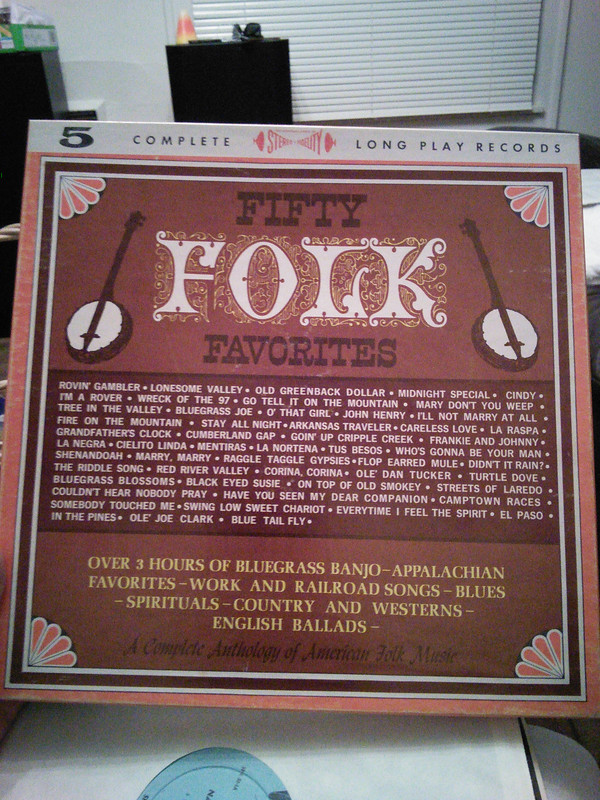 5 COMPLETE STEREO FIDELITY LONG PLAY RECORDS
FIFTY
FOLK
FAVORITES
ROVIN' GAMBLER • LONESOME VALLEY • OLD GREENBACK DOLLAR • MIDNIGHT SPECIAL • CINDY •
I'M A ROVER • WRECK OF THE 97 • GO TELL IT ON THE MOUNTAIN • MARY DON'T YOU WEEP •
TREE IN THE VALLEY • BLUEGRASS JOE • O' THAT GIRL • JOHN HENRY • I'LL NOT MARRY AT ALL •
FIRE ON THE MOUNTAIN • STAY ALL NIGHT • ARKANSAS TRAVELER • CARELESS LOVE • LA RASPA •
GRANDFATHER'S CLOCK • CUMBERLAND GAP • GOIN' UP CRIPPLE CREEK • FRANKIE AND JOHNNY •
LA NEGRA • CIELITO LINDA • MENTIRAS • LA NORTENA • TUS BESOS • WHO'S GONNA BE YOUR MAN •
SHENANDOAH • MARRY, MARRY • RAGGLE TAGGLE GYPSIES • FLOP EARED MULE • DIDN'T IT RAIN? •
THE RIDDLE SONG • RED RIVER VALLEY • CORINA, CORINA • OLE' DAN TUCKER • TURTLE DOVE •
BLUEGRASS BLOSSOMS • BLACK EYED SUSIE • ON TOP OF OLD SMOKEY • STREETS OF LAREDO •
COULDN'T HEAR NOBODY PRAY • HAVE YOU SEEN MY DEAR COMPANION • CAMPTOWN RACES •
SOMEBODY TOUCHED ME • SWING LOW SWEET CHARIOT • EVERYTIME I FEEL THE SPIRIT • EL PASO •
IN THE PINES • OLE' JOE CLARK • BLUE TAIL FLY •
OVER 3 HOURS OF BLUEGRASS BANJO – APPALACHIAN
FAVORITES – WORK AND RAILROAD SONGS – BLUES
– SPIRITUALS – COUNTRY AND WESTERNS –
ENGLISH BALLADS –
A Complete Anthology of American Folk Music